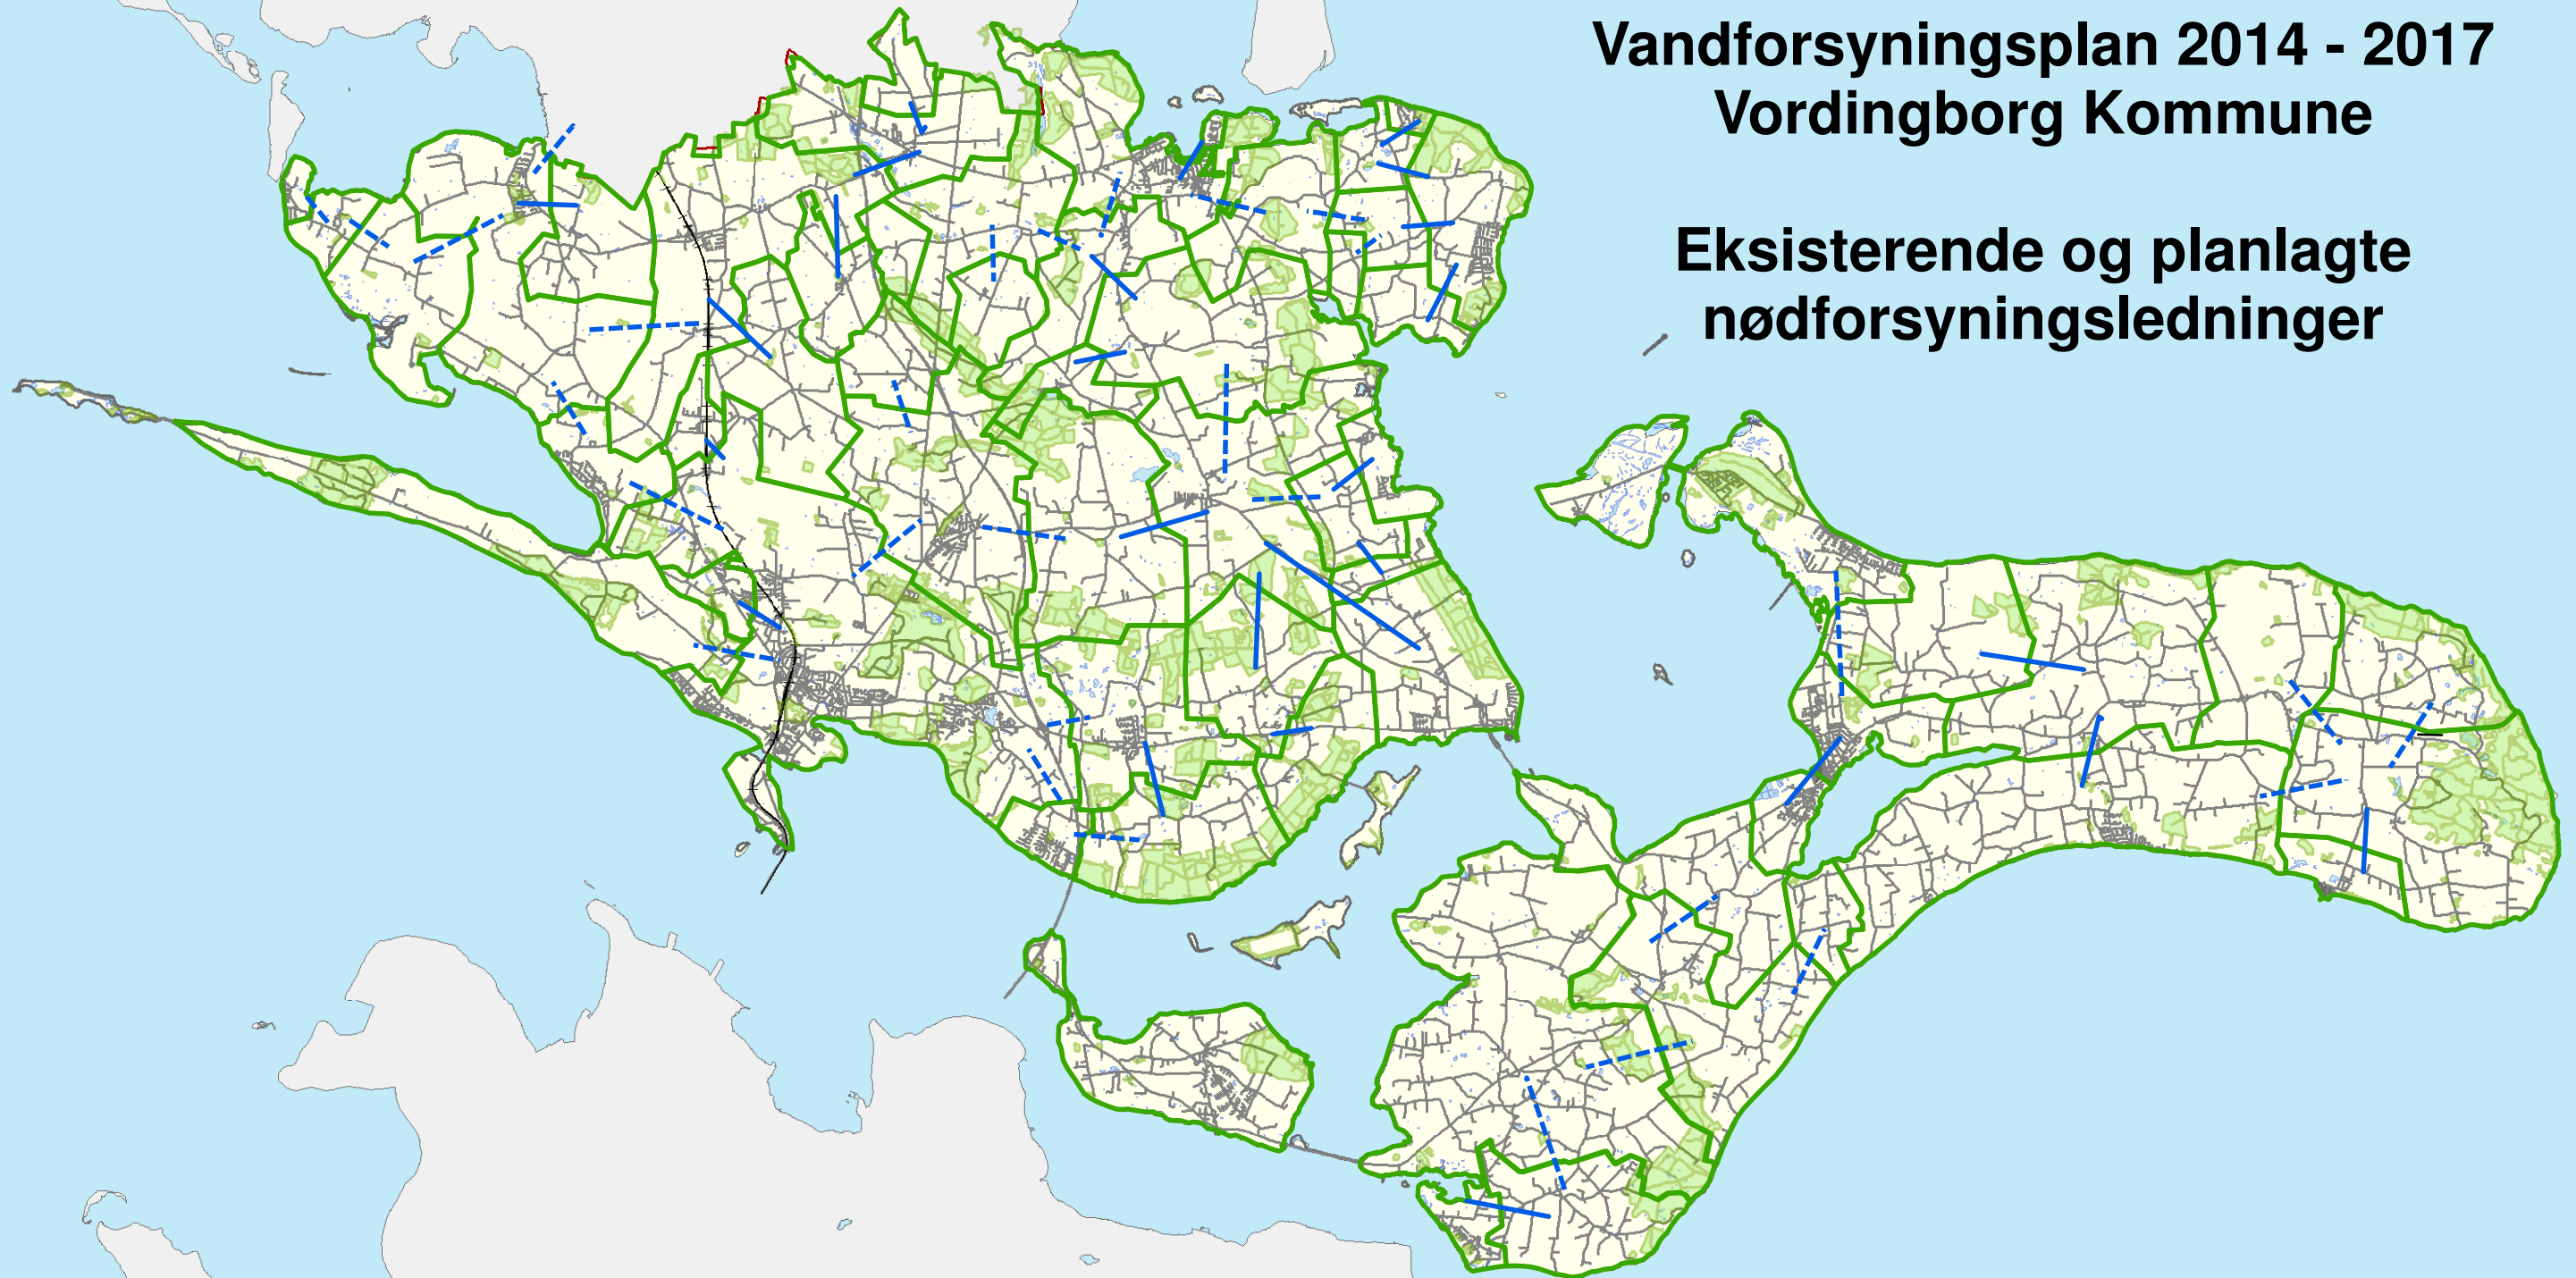 Vandforsyningsplan 2014 - 2017
Vordingborg Kommune
Eksisterende og planlagte
nødforsyningsledninger